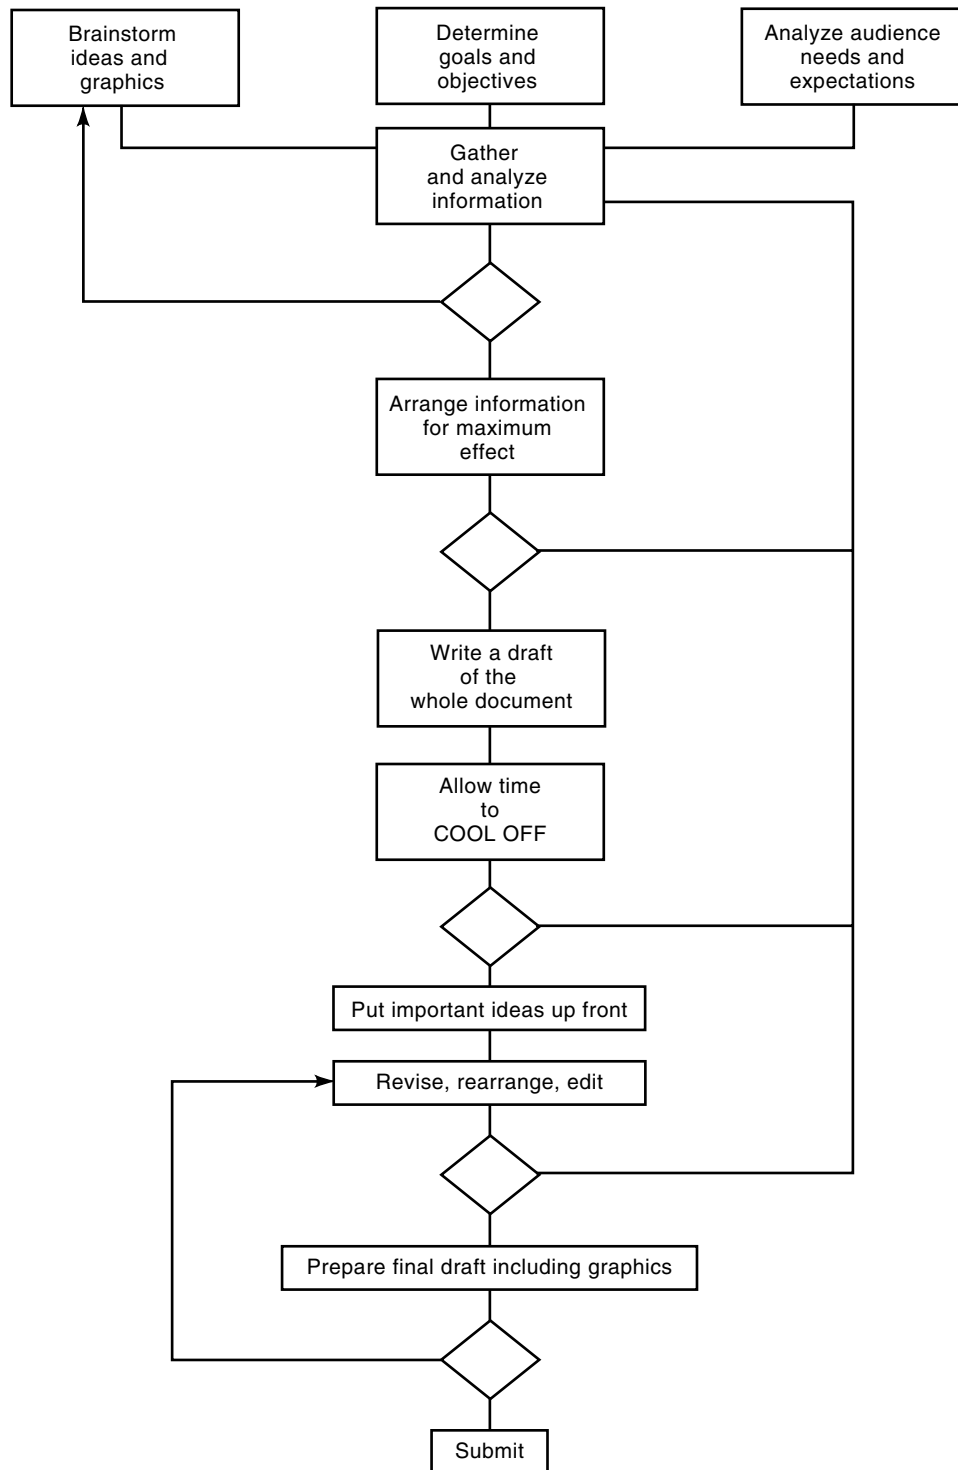 Brainstorm
ideas and
graphics
Determine
goals and
objectives
Analyze audience
needs and
expectations
Gather
and analyze
information
Arrange information
for maximum
effect
Write a draft
of the
whole document
Allow time
to
COOL OFF
Put important ideas up front
Revise, rearrange, edit
Prepare final draft including graphics
Submit